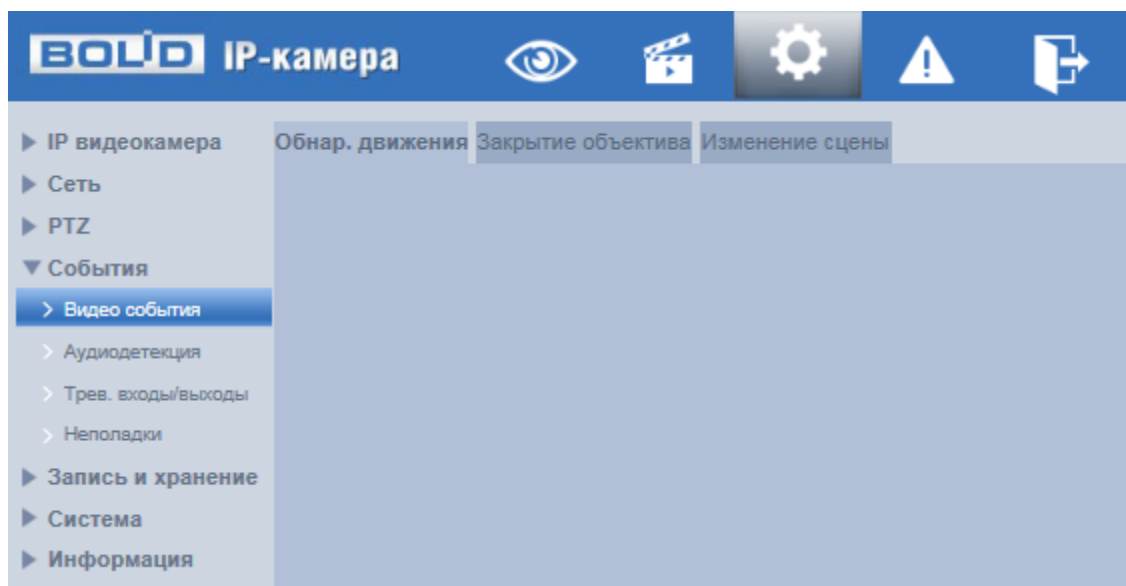 BOLID IP-камера
IP видеокамера
Обнар. движения Закрытие объектива Изменение сцены
Сеть
PTZ
События
Видео события
Аудиодетекция
Трев. входы/выходы
Неполадки
Запись и хранение
Система
Информация